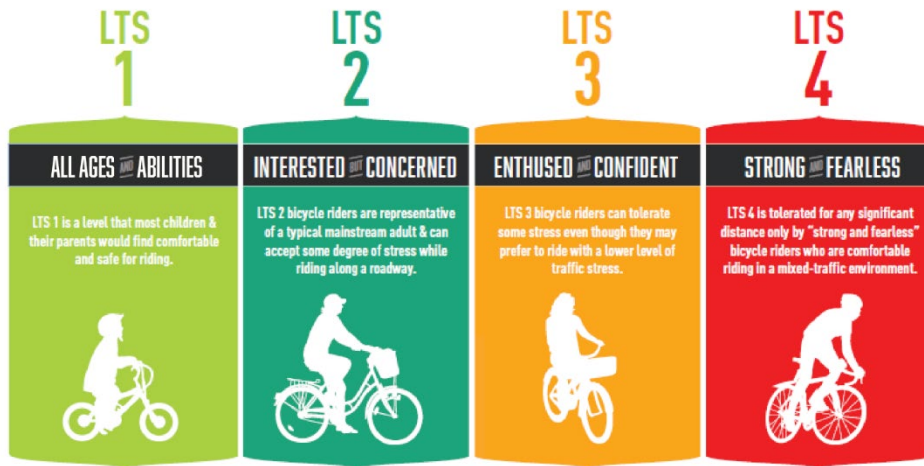 LTS
1
ALL AGES AND ABILITIES
LTS 1 is a level that most children &
their parents would find comfortable
and safe for riding.
LTS
2
INTERESTED BUT CONCERNED
LTS 2 bicycle riders are representative
of a typical mainstream adult & can
accept some degree of stress while
riding along a roadway.
LTS
3
ENTHUSED AND CONFIDENT
LTS 3 bicycle riders can tolerate
some stress even though they may
prefer to ride with a lower level of
traffic stress.
LTS
4
STRONG AND FEARLESS
LTS 4 is tolerated for any significant
distance only by "strong and fearless"
bicycle riders who are comfortable
riding in a mixed-traffic environment.